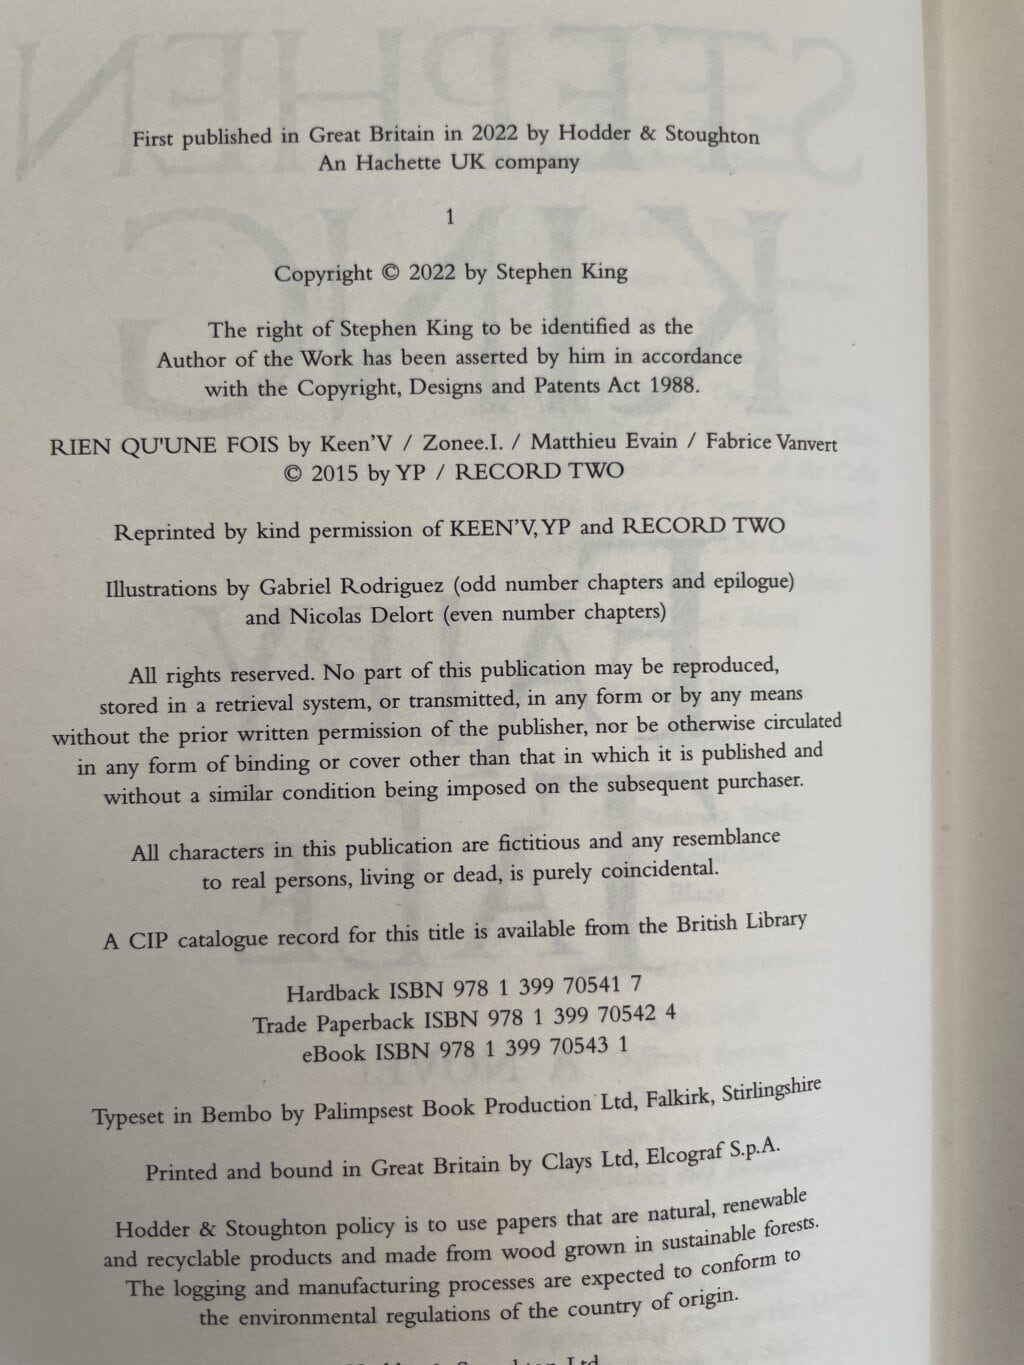 First published in Great Britain in 2022 by Hodder & Stoughton
An Hachette UK company
1
Copyright © 2022 by Stephen King
The right of Stephen King to be identified as the
Author of the Work has been asserted by him in accordance
with the Copyright, Designs and Patents Act 1988.
RIEN QU'UNE FOIS by Keen'V / Zonee.I. / Matthieu Evain / Fabrice Vanvert
© 2015 by YP / RECORD TWO
Reprinted by kind permission of KEEN'V, YP and RECORD TWO
Illustrations by Gabriel Rodriguez (odd number chapters and epilogue)
and Nicolas Delort (even number chapters)
All rights reserved. No part of this publication may be reproduced,
stored in a retrieval system, or transmitted, in any form or by any means
without the prior written permission of the publisher, nor be otherwise circulated
in any form of binding or cover other than that in which it is published and
without a similar condition being imposed on the subsequent purchaser.
All characters in this publication are fictitious and any resemblance
to real persons, living or dead, is purely coincidental.
A CIP catalogue record for this title is available from the British Library
Hardback ISBN 978 1 399 70541 7
Trade Paperback ISBN 978 1 399 70542 4
eBook ISBN 978 1 399 70543 1
Typeset in Bembo by Palimpsest Book Production Ltd, Falkirk, Stirlingshire
Printed and bound in Great Britain by Clays Ltd, Elcograf S.p.A.
Hodder & Stoughton policy is to use papers that are natural, renewable
and recyclable products and made from wood grown in sustainable forests.
The logging and manufacturing processes are expected to conform to
the environmental regulations of the country of origin.